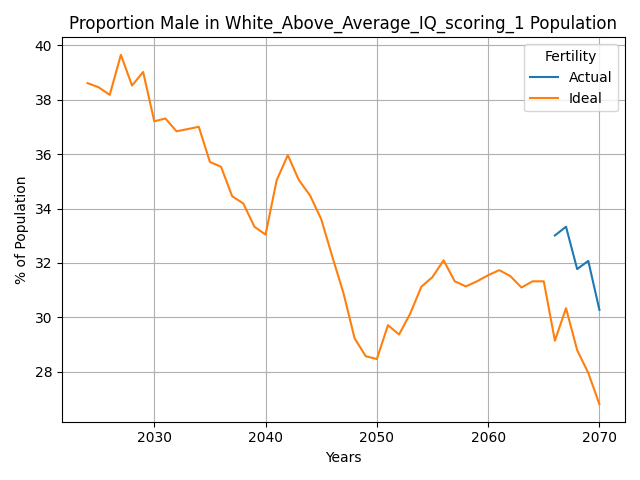 Proportion Male in White_Above_Average_IQ_scoring_1 Population
40
38
36
34
32
30
28
% of Population
Fertility
Actual
Ideal
2030 2040 2050 2060 2070
Years